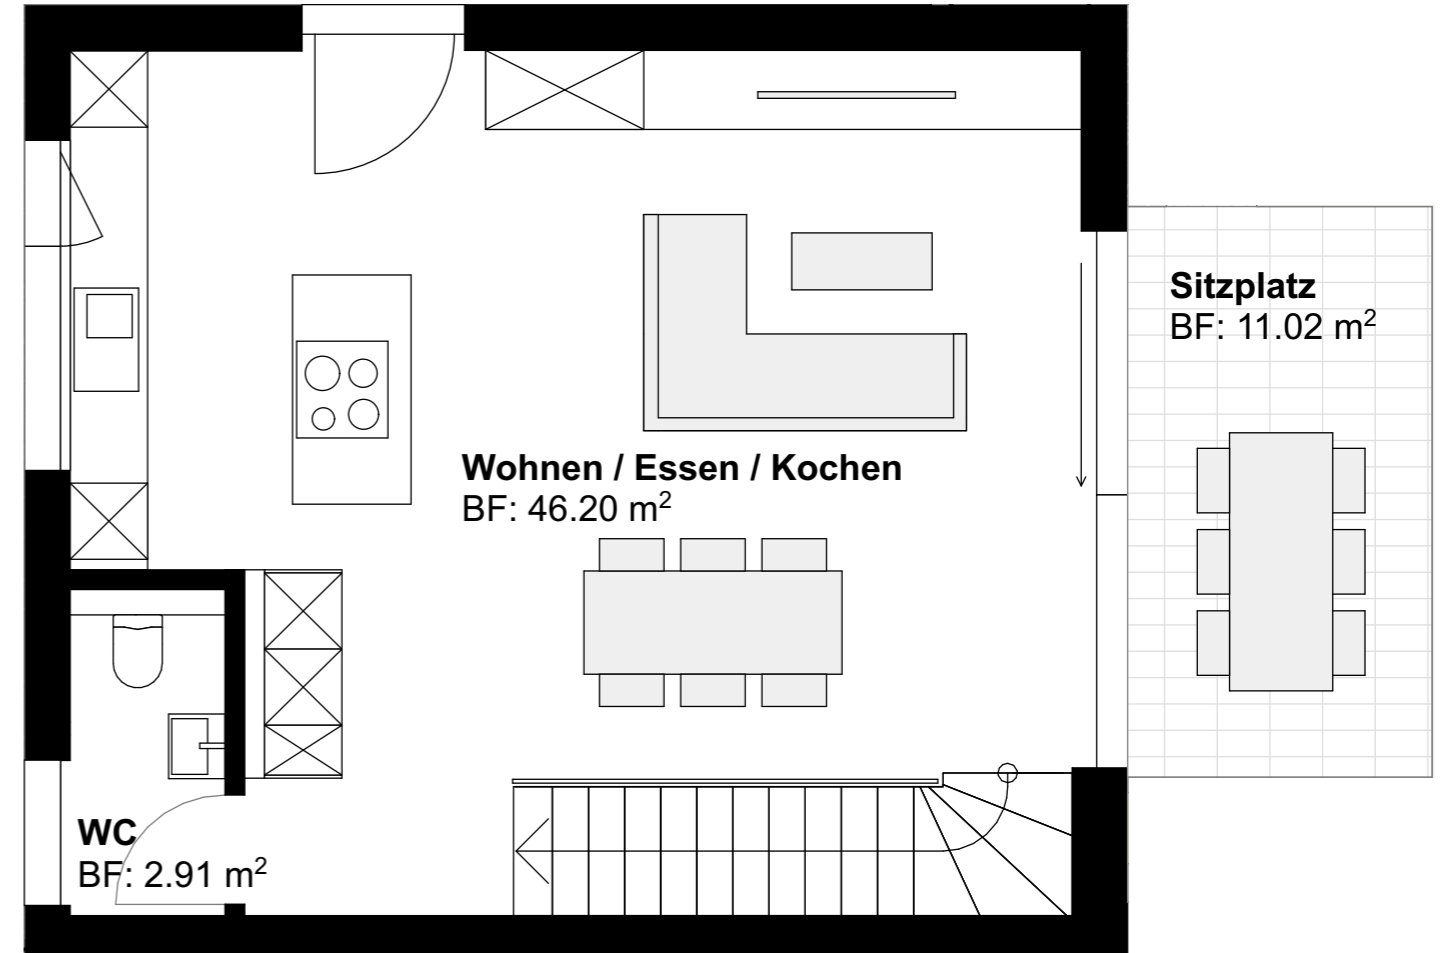 Sitzplatz
BF: 11.02 m²
Wohnen / Essen / Kochen
BF: 46.20 m²
WC
BF: 2.91 m²